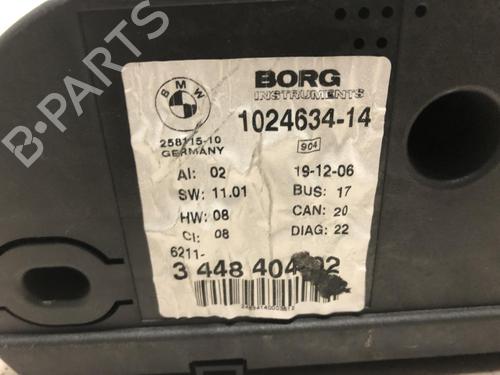 B-PARTS
BMW
BORG
INSTRUMENTS
258115-10
GERMANY
1024634-14
904
AI: 02
19-12-06
SW: 11.01
BUS: 17
HW: 08
CAN: 20
CI: 08
DIAG: 22
6211-
3 448 404-02